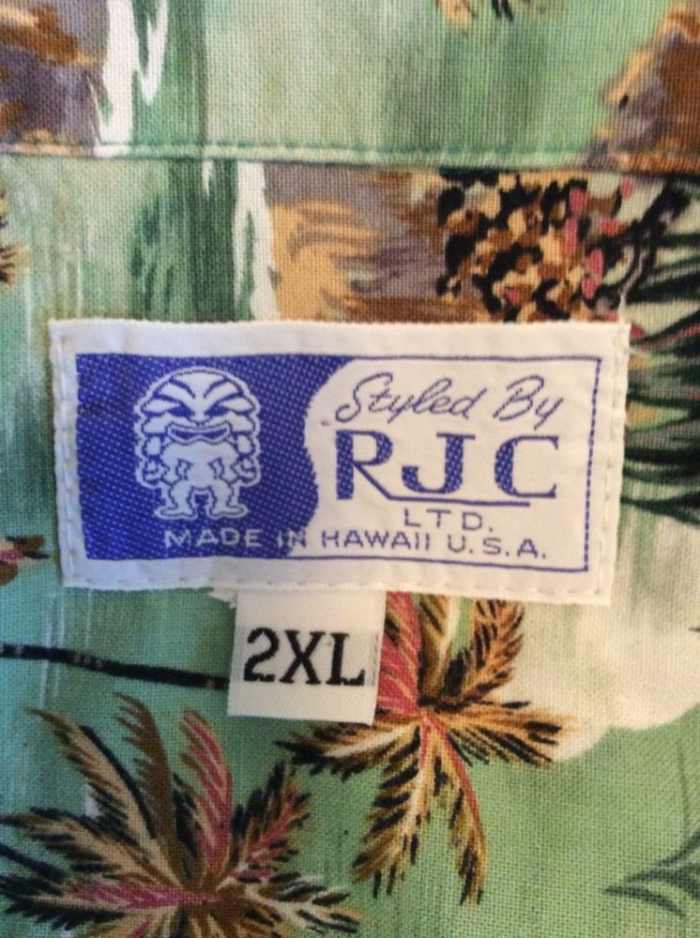 Styled By
RJC
LTD.
MADE IN HAWAII U.S.A.
2XL